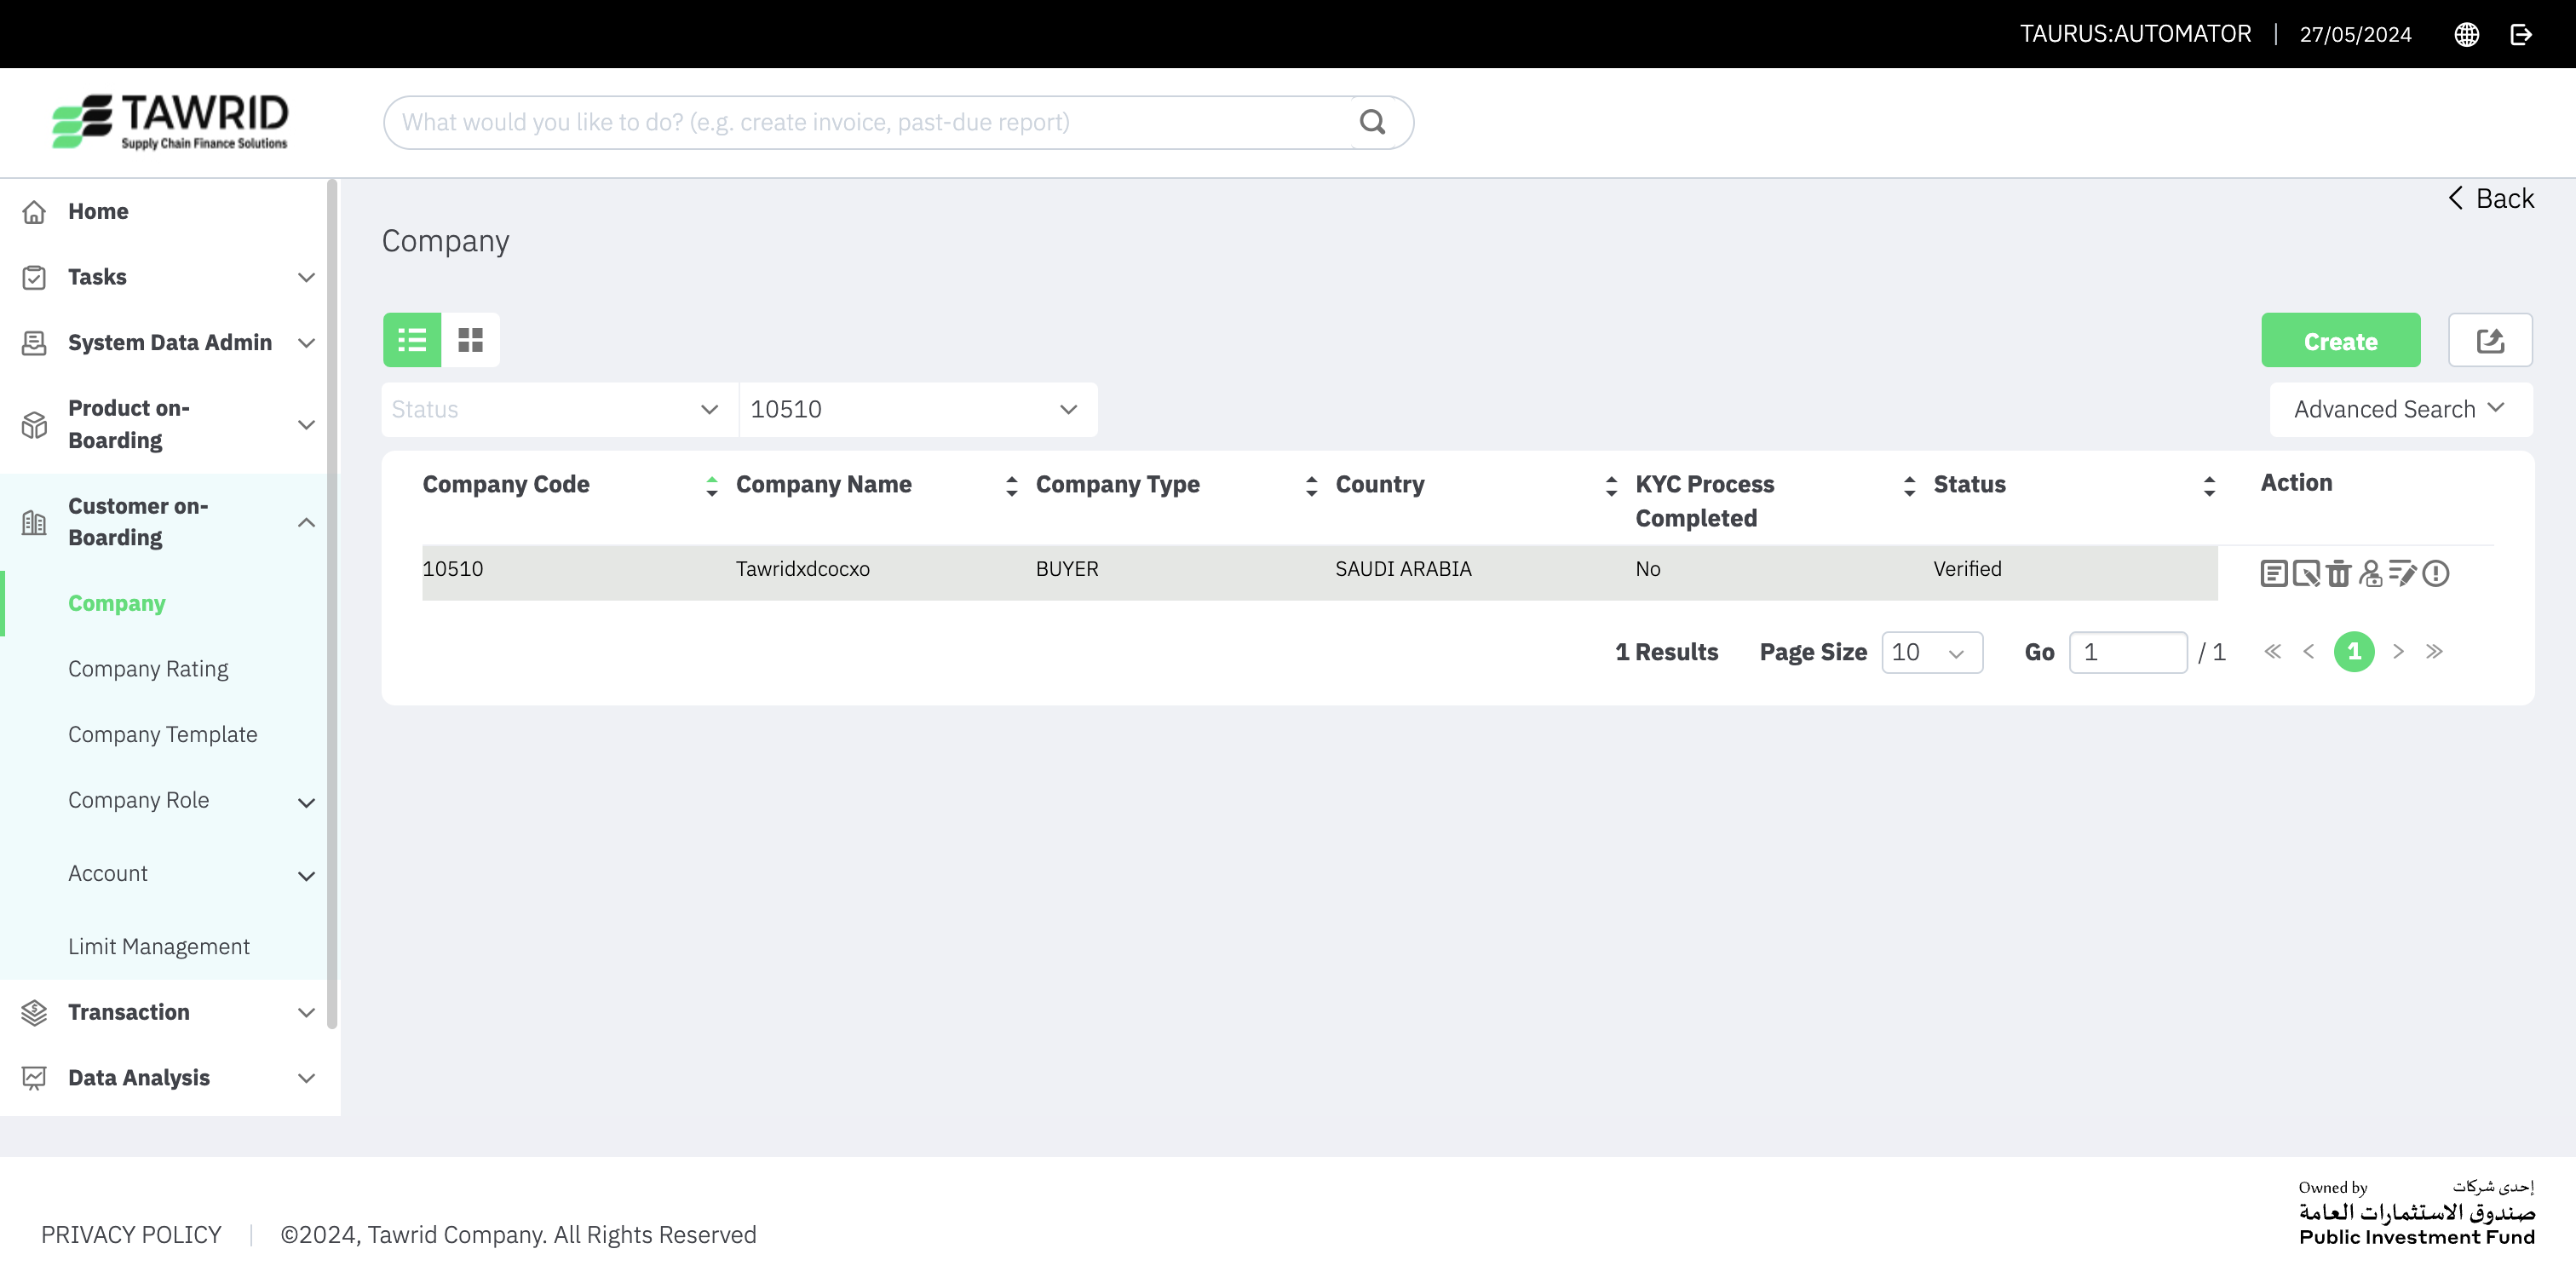 TAURUS:AUTOMATOR | 27/05/2024
TAWRID
Supply Chain Finance Solutions
What would you like to do? (e.g. create invoice, past-due report)
Home
Tasks
System Data Admin
Product on-
Boarding
Customer on-
Boarding
Company
Company Rating
Company Template
Company Role
Account
Limit Management
Transaction
Data Analysis
Back
Company
Create
Status
10510
Advanced Search
Company Code Company Name Company Type Country KYC Process Completed Status Action
10510 Tawridxdcocxo BUYER SAUDI ARABIA No Verified
1 Results Page Size 10 Go 1 / 1 « < 1 > »
PRIVACY POLICY | ©2024, Tawrid Company. All Rights Reserved
Owned by إحدى شركات
صندوق الاستثمارات العامة
Public Investment Fund